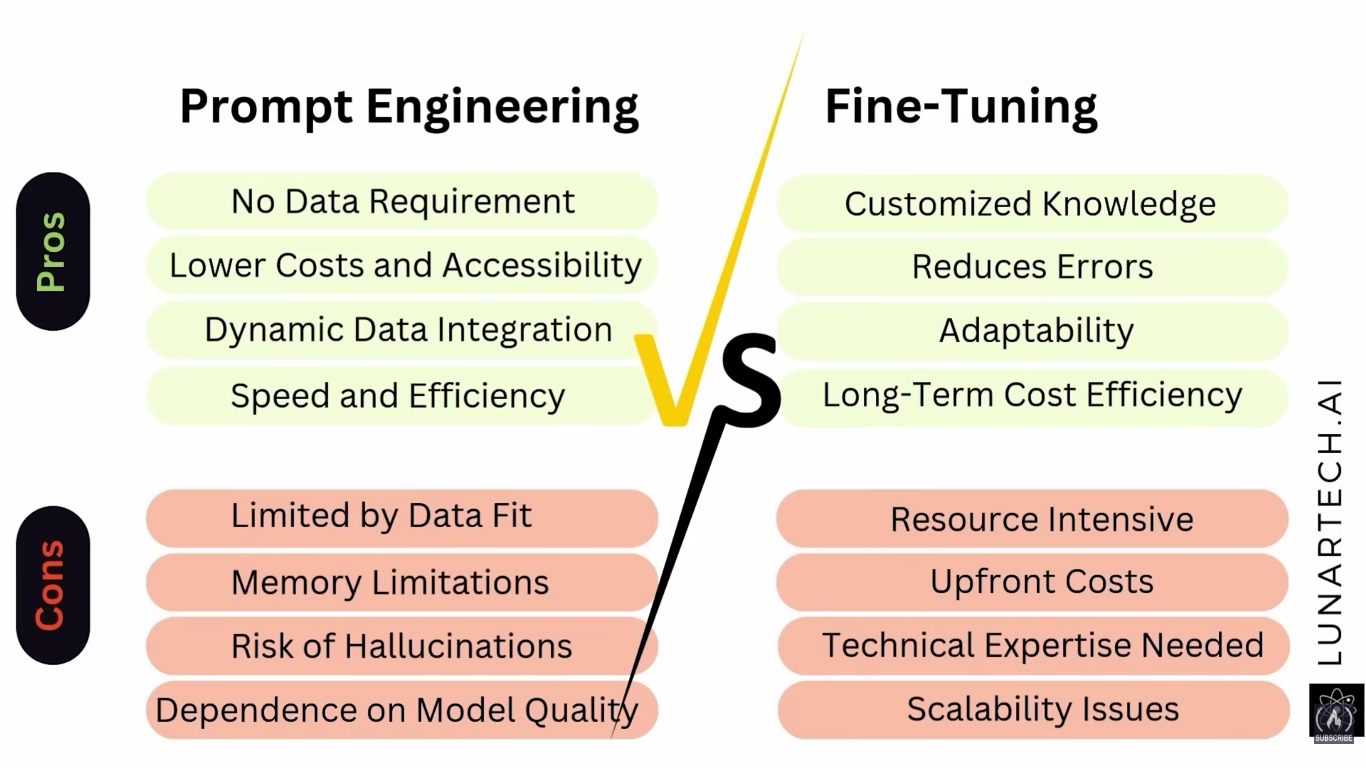 Prompt Engineering
VS
Fine-Tuning
Pros
No Data Requirement
Lower Costs and Accessibility
Dynamic Data Integration
Speed and Efficiency
Customized Knowledge
Reduces Errors
Adaptability
Long-Term Cost Efficiency
Cons
Limited by Data Fit
Memory Limitations
Risk of Hallucinations
Dependence on Model Quality
Resource Intensive
Upfront Costs
Technical Expertise Needed
Scalability Issues
LUNARTECH.AI
SUBSCRIBE